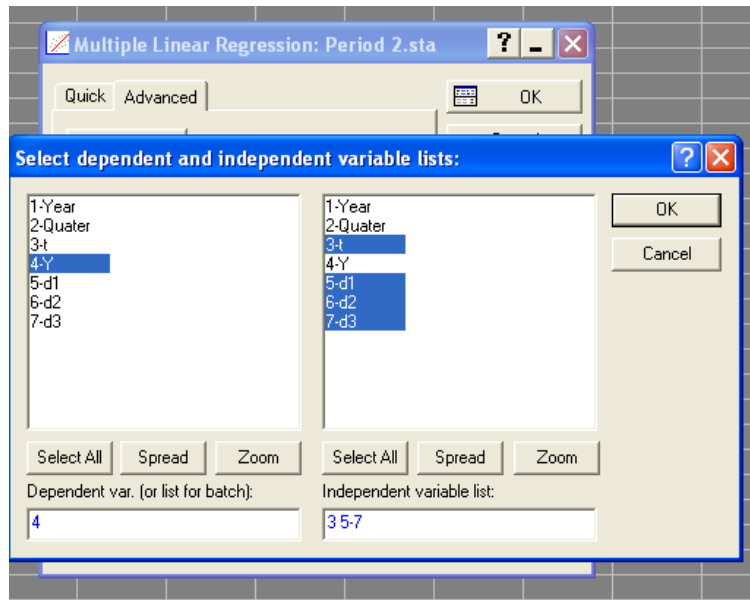 Multiple Linear Regression: Period 2.sta
?
Quick Advanced
OK
Select dependent and independent variable lists:
?
1-Year
2-Quater
3-t
4-Y
5-d1
6-d2
7-d3
1-Year
2-Quater
3-t
4-Y
5-d1
6-d2
7-d3
OK
Cancel
Select All Spread Zoom
Select All Spread Zoom
Dependent var. (or list for batch):
Independent variable list:
4
3 5-7